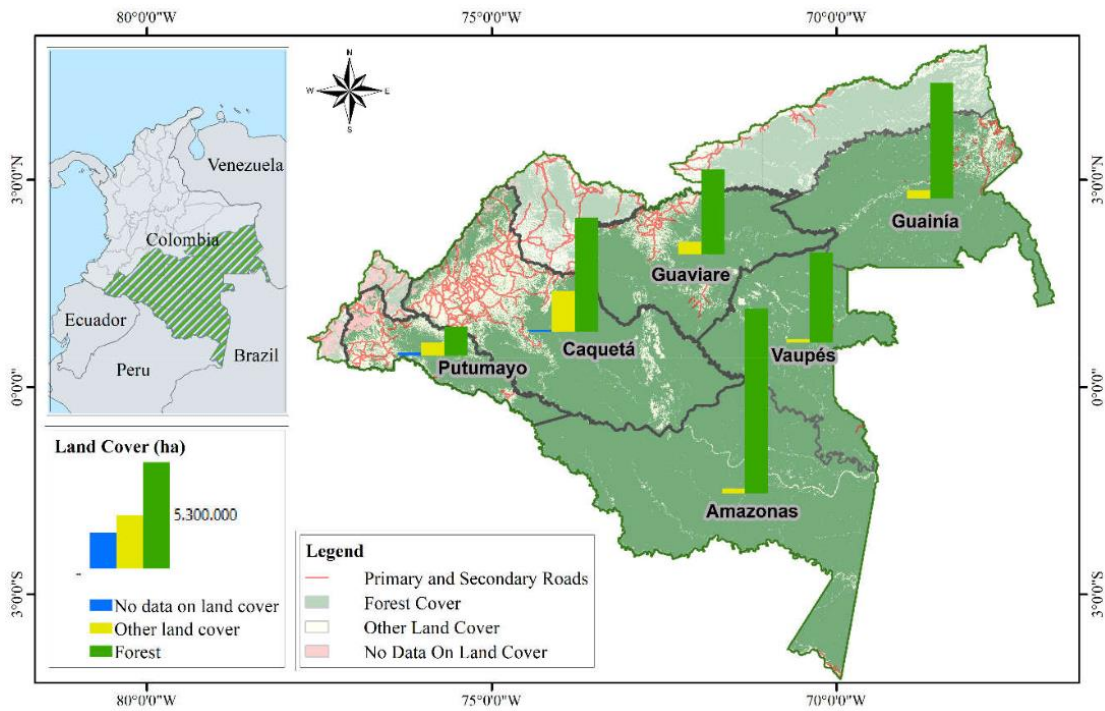 80°0'0"W
75°0'0"W
70°0'0"W
N
W
E
S
Venezuela
Colombia
Ecuador
Peru
Brazil
3°0'0"N
3°0'0"N
Guainía
Guaviare
Caquetá
Vaupés
Putumayo
0°0'0"
0°0'0"
Amazonas
Land Cover (ha)
5.300.000
-
No data on land cover
Other land cover
Forest
Legend
Primary and Secondary Roads
Forest Cover
Other Land Cover
No Data On Land Cover
3°0'0"S
3°0'0"S
80°0'0"W
75°0'0"W
70°0'0"W